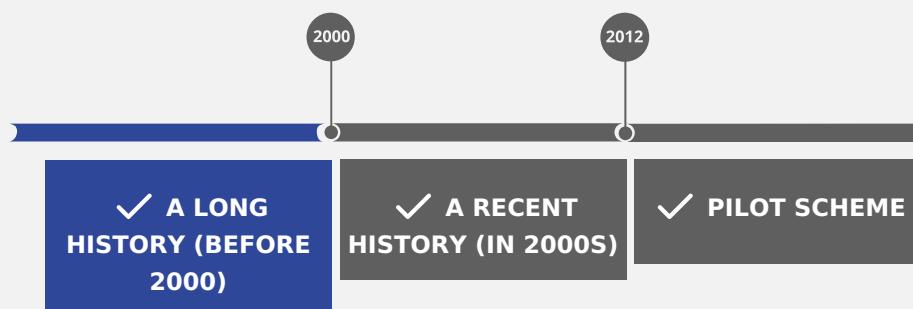 2000
2012
A LONG
HISTORY (BEFORE
2000)
A RECENT
HISTORY (IN 2000S)
PILOT SCHEME